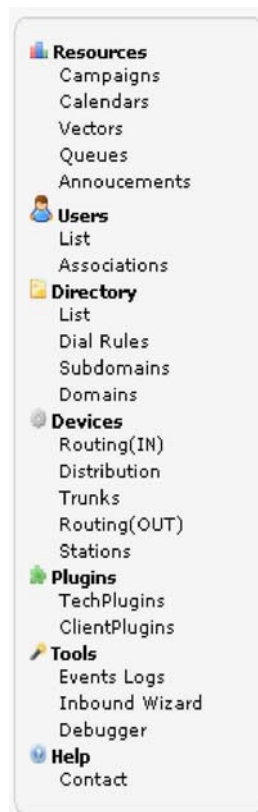 Resources
Campaigns
Calendars
Vectors
Queues
Annoucements
Users
List
Associations
Directory
List
Dial Rules
Subdomains
Domains
Devices
Routing(IN)
Distribution
Trunks
Routing(OUT)
Stations
Plugins
TechPlugins
ClientPlugins
Tools
Events Logs
Inbound Wizard
Debugger
Help
Contact